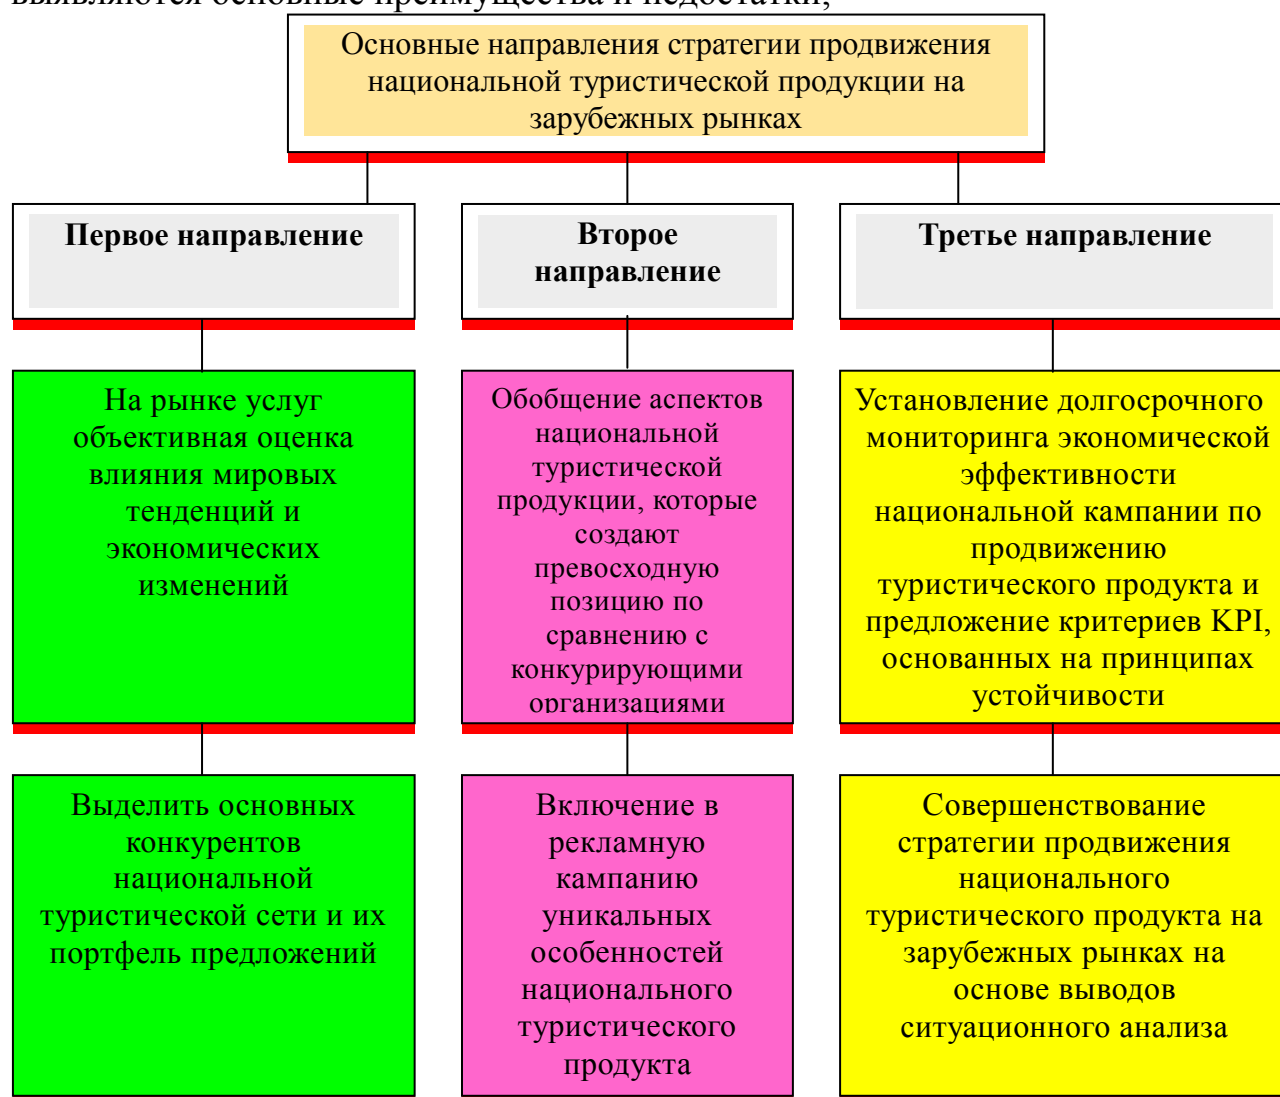 выявляются основные преимущества и недостатки;
Основные направления стратегии продвижения
национальной туристической продукции на
зарубежных рынках
Первое направление
Второе
направление
Третье направление
На рынке услуг
объективная оценка
влияния мировых
тенденций и
экономических
изменений
Обобщение аспектов
национальной
туристической
продукции, которые
создают
превосходную
позицию по
сравнению с
конкурирующими
организациями
Установление долгосрочного
мониторинга экономической
эффективности
национальной кампании по
продвижению
туристического продукта и
предложение критериев KPI,
основанных на принципах
устойчивости
Выделить основных
конкурентов
национальной
туристической сети и их
портфель предложений
Включение в
рекламную
кампанию
уникальных
особенностей
национального
туристического
продукта
Совершенствование
стратегии продвижения
национального
туристического продукта на
зарубежных рынках на
основе выводов
ситуационного анализа